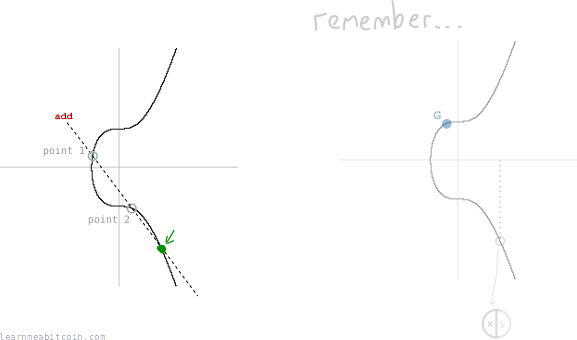 remember...
add
G
point 1
point 2
x y
learnmeabitcoin.com